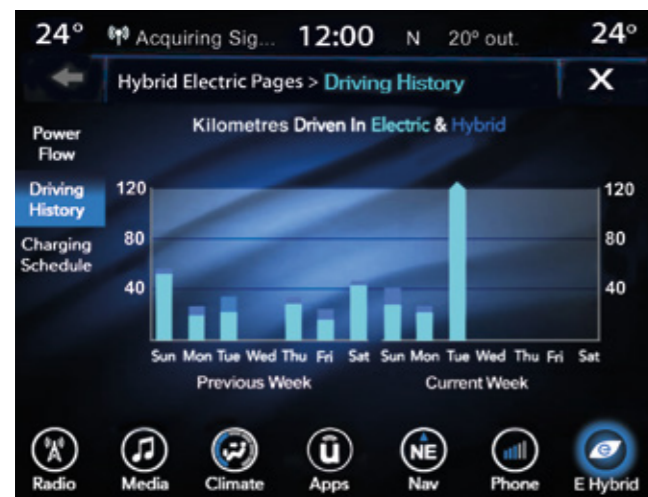 24° Acquiring Sig... 12:00 N 20° out. 24°
Hybrid Electric Pages > Driving History X
Kilometres Driven In Electric & Hybrid
Power
Flow
Driving
History
Charging
Schedule
120 120
80 80
40 40
Sun Mon Tue Wed Thu Fri Sat Sun Mon Tue Wed Thu Fri Sat
Previous Week Current Week
A ū NE e
Radio Media Climate Apps Nav Phone E Hybrid